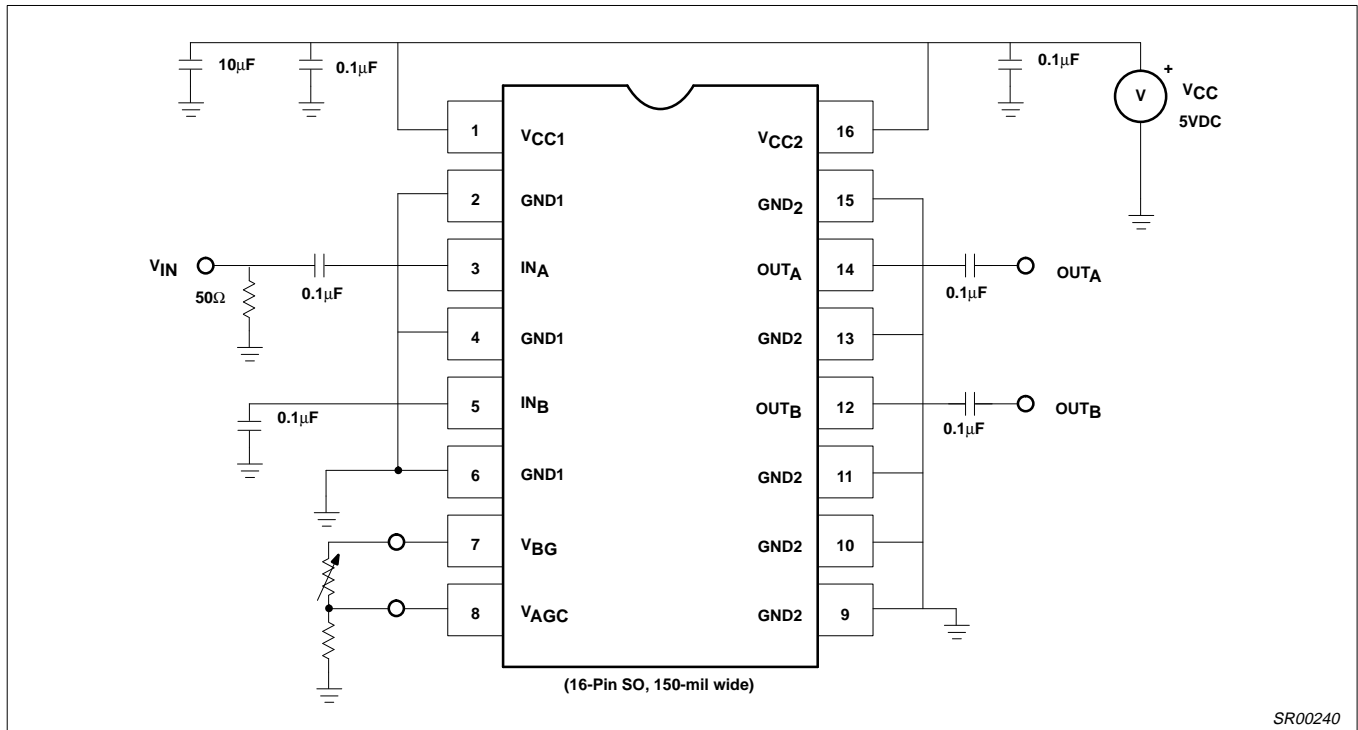 10μF
0.1μF
0.1μF
+
V
VCC
5VDC
1
VCC1
VCC2
16
2
GND1
GND2
15
VIN
50Ω
0.1μF
3
INA
OUTA
14
0.1μF
OUTA
4
GND1
GND2
13
0.1μF
5
INB
OUTB
12
0.1μF
OUTB
6
GND1
GND2
11
7
VBG
GND2
10
8
VAGC
GND2
9
(16-Pin SO, 150-mil wide)
SR00240